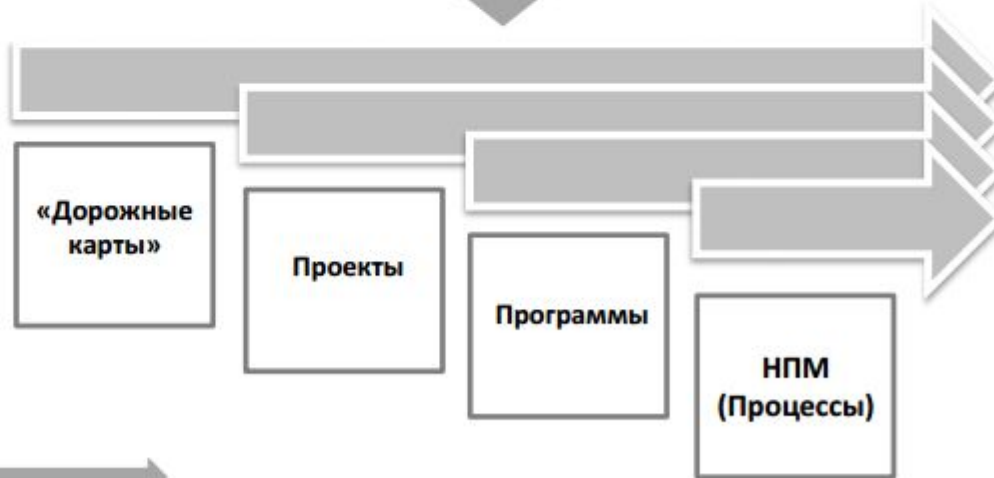 «Дорожные
карты»
Проекты
Программы
НПМ
(Процессы)